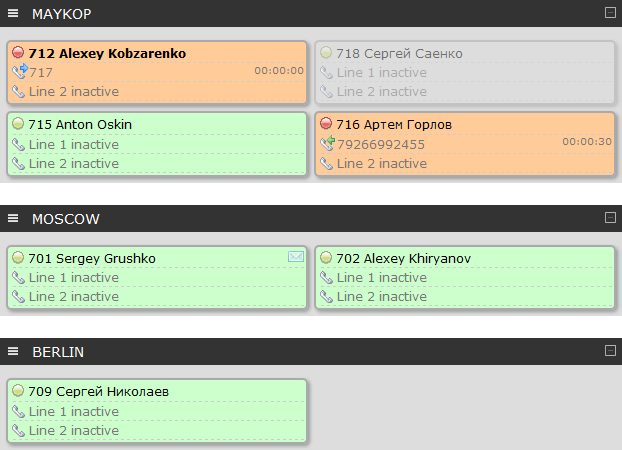 MAYKOP
712 Alexey Kobzarenko
717 00:00:00
Line 2 inactive
718 Сергей Саенко
Line 1 inactive
Line 2 inactive
715 Anton Oskin
Line 1 inactive
Line 2 inactive
716 Артем Горлов
79266992455 00:00:30
Line 2 inactive
MOSCOW
701 Sergey Grushko
Line 1 inactive
Line 2 inactive
702 Alexey Khiryanov
Line 1 inactive
Line 2 inactive
BERLIN
709 Сергей Николаев
Line 1 inactive
Line 2 inactive